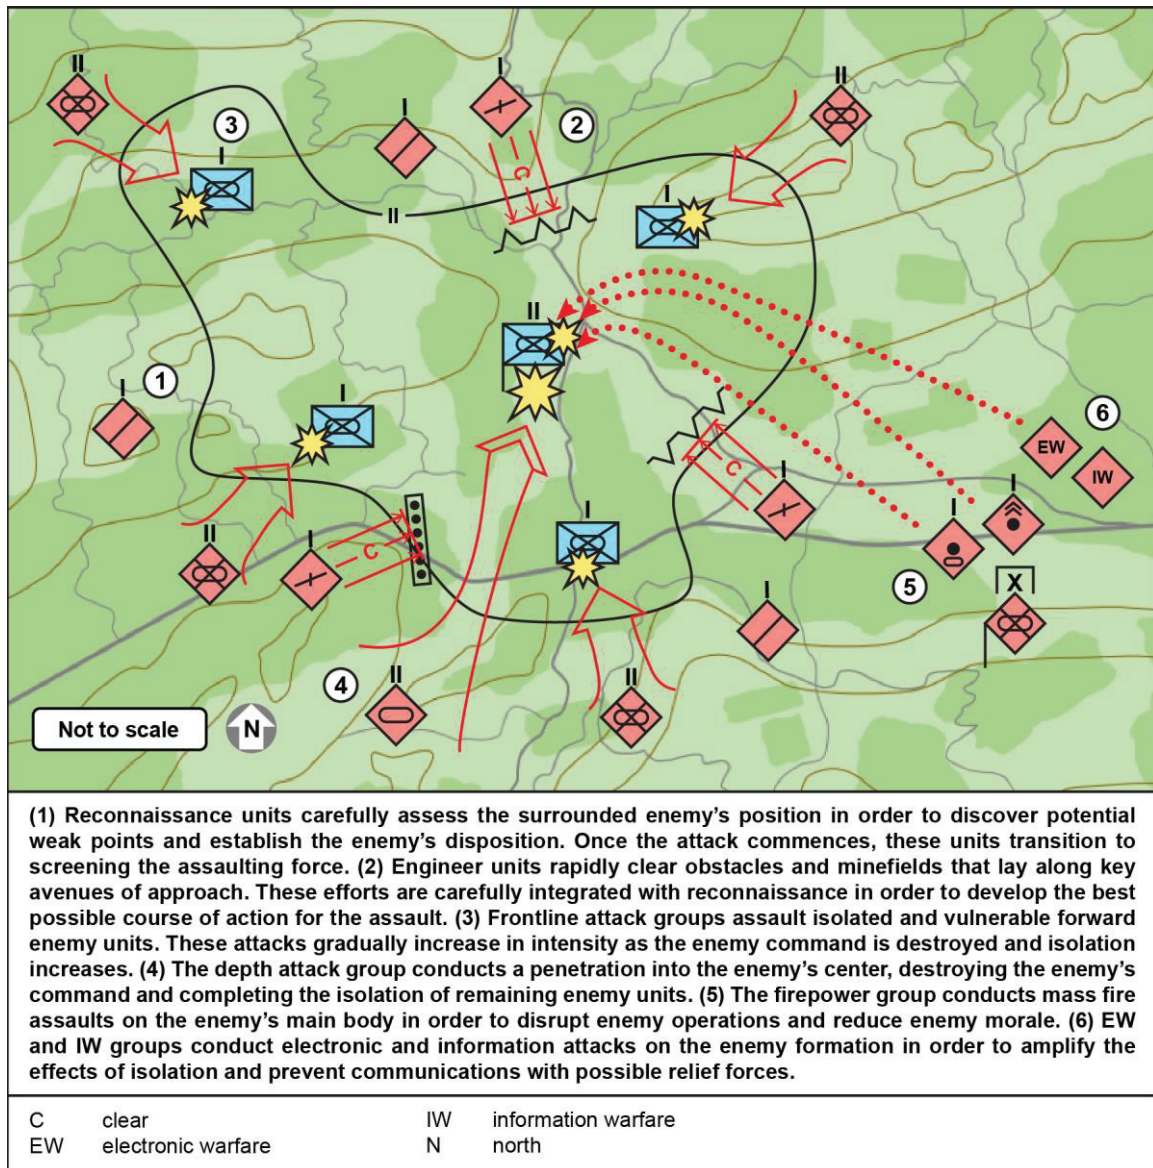 II
3
I
I
I
2
II
C
II
I
II
1
I
I
C
6
EW
IW
I
I
I
II
I
C
I
5
X
I
4
II
II
Not to scale
N
(1) Reconnaissance units carefully assess the surrounded enemy's position in order to discover potential
weak points and establish the enemy's disposition. Once the attack commences, these units transition to
screening the assaulting force. (2) Engineer units rapidly clear obstacles and minefields that lay along key
avenues of approach. These efforts are carefully integrated with reconnaissance in order to develop the best
possible course of action for the assault. (3) Frontline attack groups assault isolated and vulnerable forward
enemy units. These attacks gradually increase in intensity as the enemy command is destroyed and isolation
increases. (4) The depth attack group conducts a penetration into the enemy's center, destroying the enemy's
command and completing the isolation of remaining enemy units. (5) The firepower group conducts mass fire
assaults on the enemy's main body in order to disrupt enemy operations and reduce enemy morale. (6) EW
and IW groups conduct electronic and information attacks on the enemy formation in order to amplify the
effects of isolation and prevent communications with possible relief forces.
C clear IW information warfare
EW electronic warfare N north